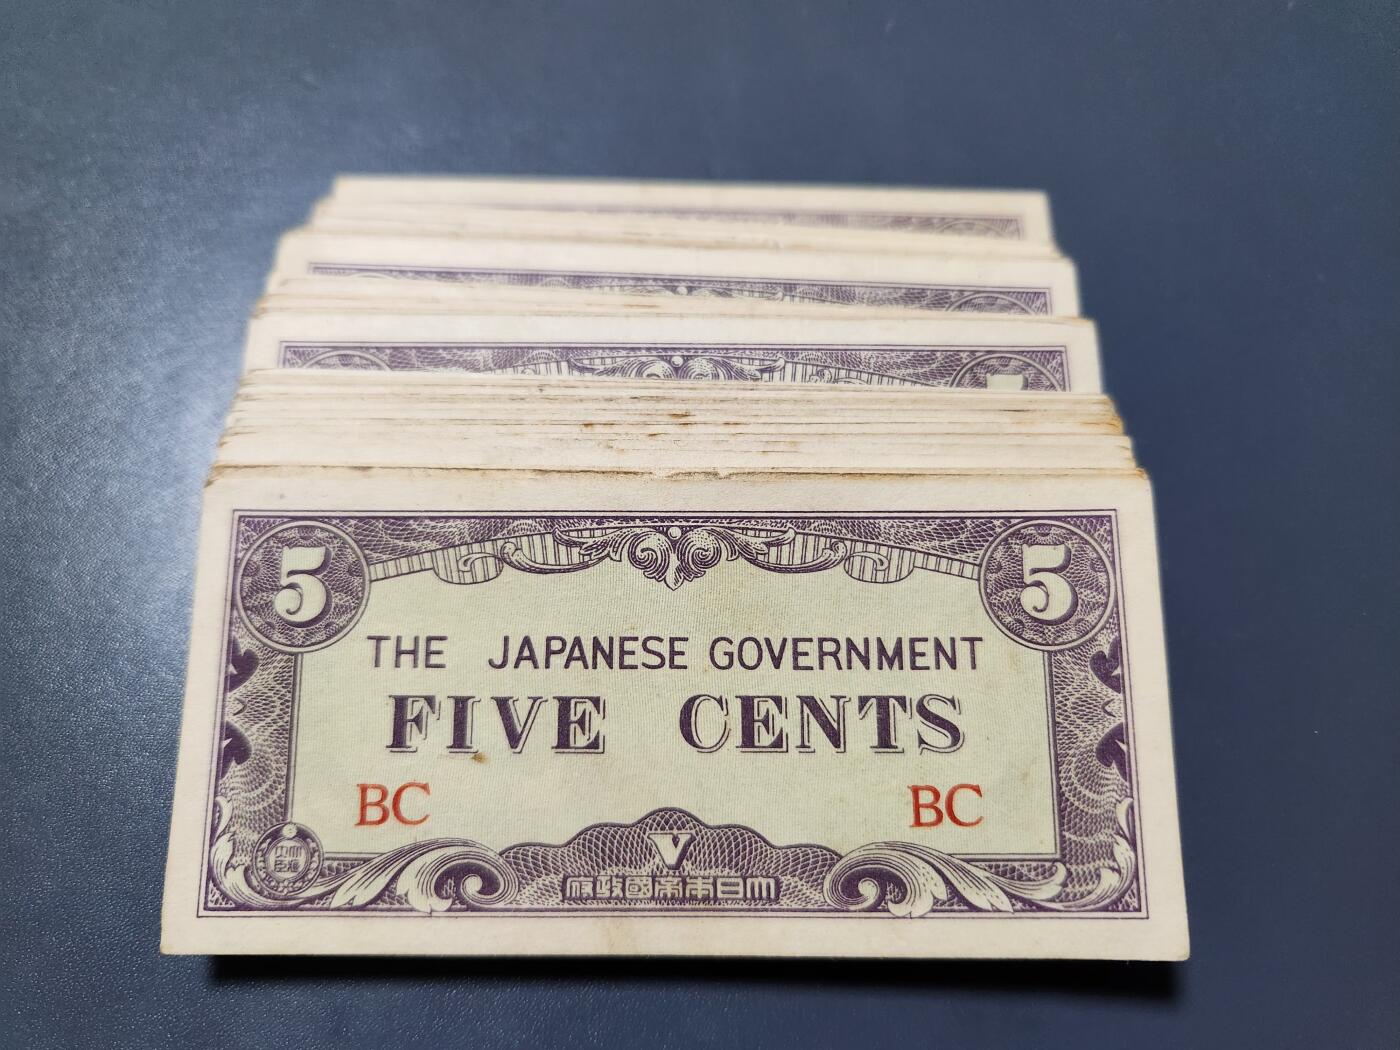 5 5
THE JAPANESE GOVERNMENT
FIVE CENTS
BC BC
V
府政國帝本日大